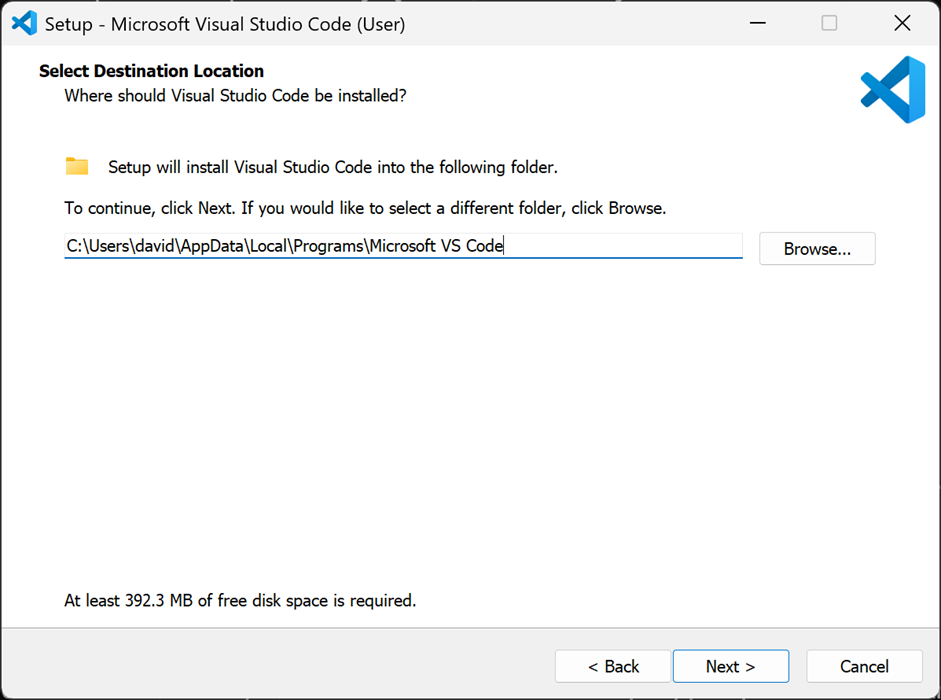 Setup - Microsoft Visual Studio Code (User)
Select Destination Location
Where should Visual Studio Code be installed?
Setup will install Visual Studio Code into the following folder.
To continue, click Next. If you would like to select a different folder, click Browse.
C:\Users\david\AppData\Local\Programs\Microsoft VS Code
Browse...
At least 392.3 MB of free disk space is required.
< Back
Next >
Cancel